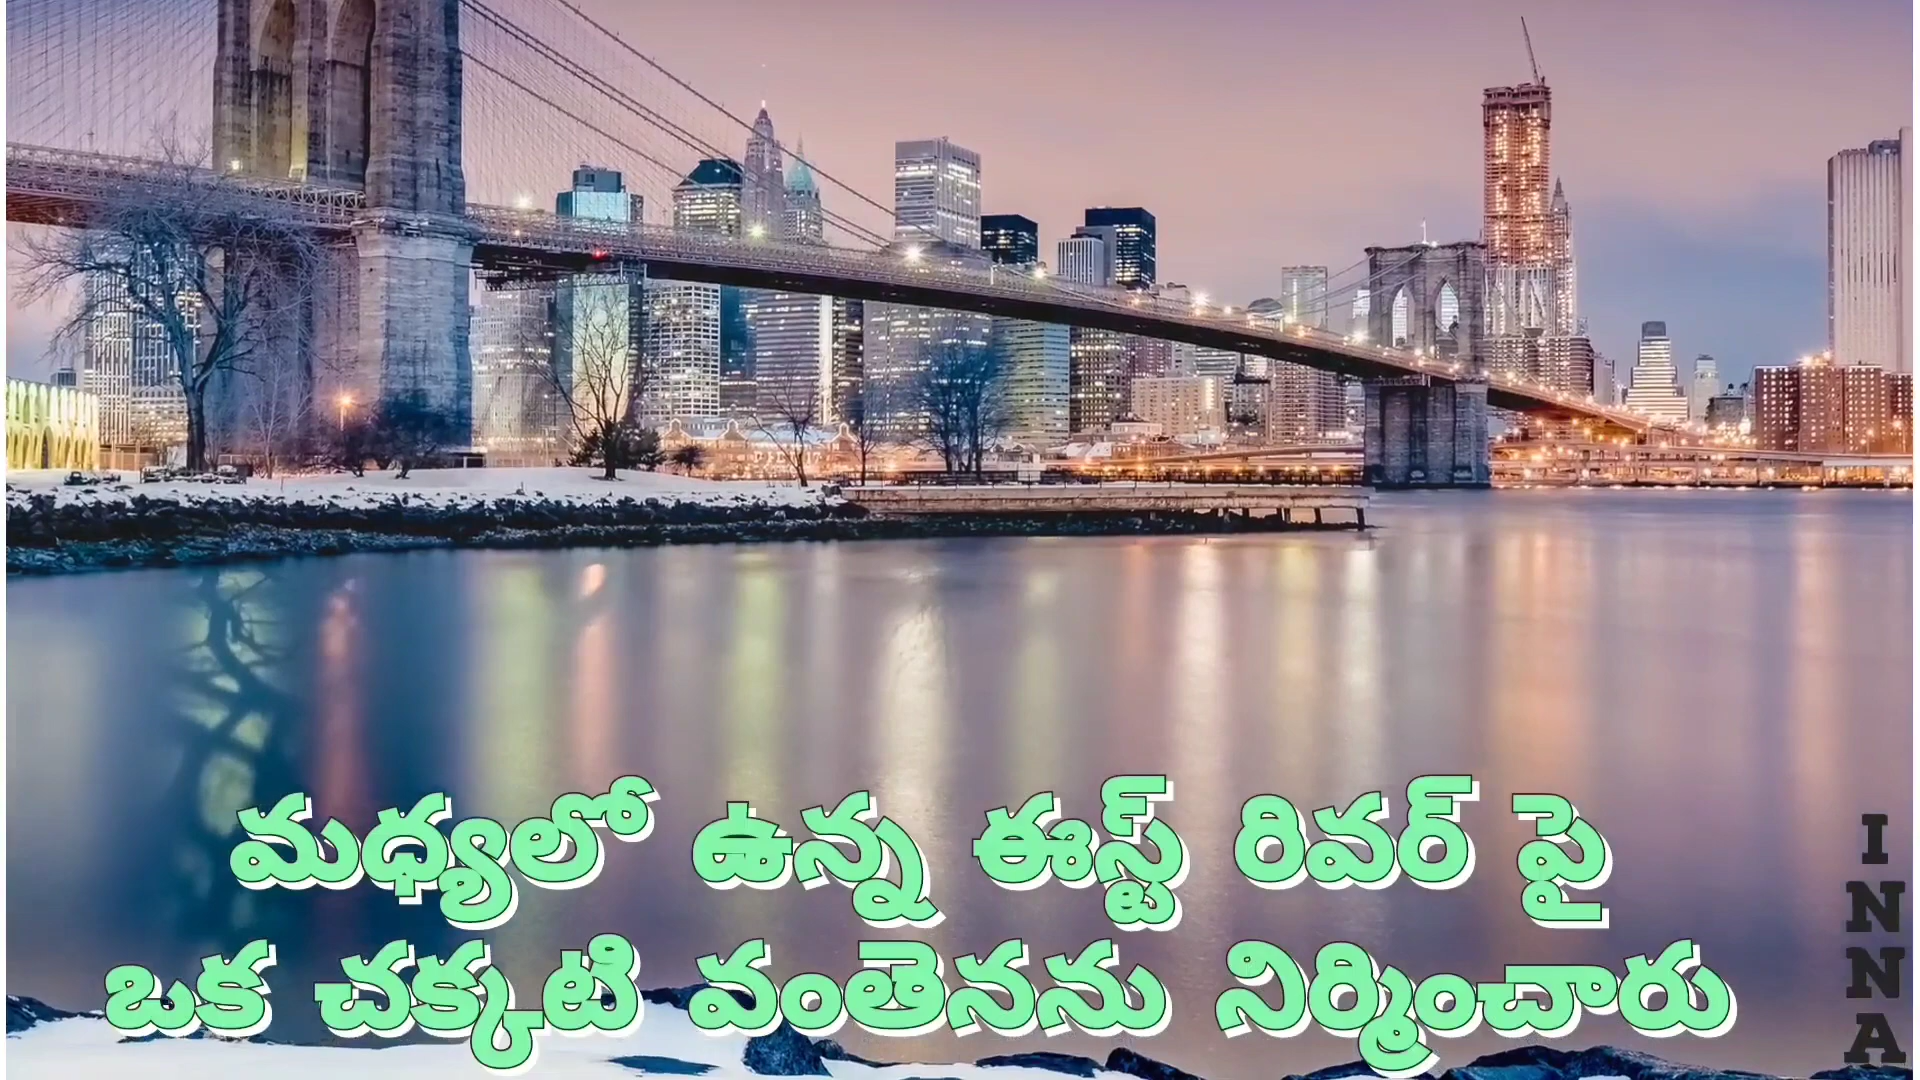 మధ్యలో ఉన్న ఈస్ట్ రివర్ పై
ఒక చక్కటి వంతెనను నిర్మించారు
INNA